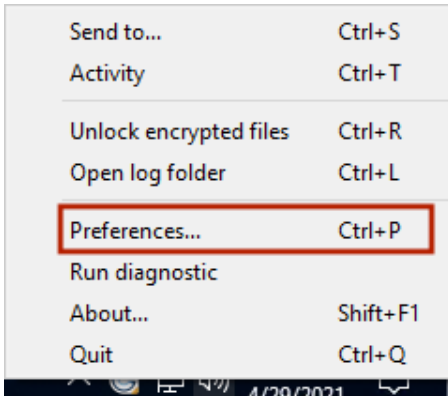 Send to... Ctrl+S
Activity Ctrl+T
Unlock encrypted files Ctrl+R
Open log folder Ctrl+L
Preferences... Ctrl+P
Run diagnostic
About... Shift+F1
Quit Ctrl+Q
4/29/2021